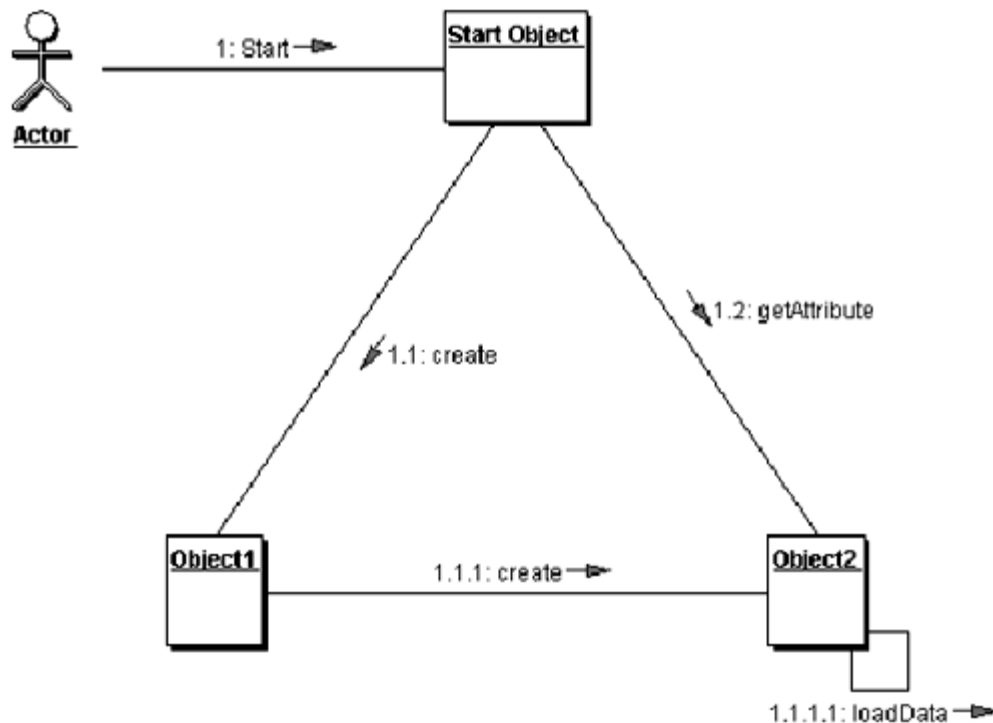 Start Object
1: Start
Actor
1.2: getAttribute
1.1: create
Object1
1.1.1: create
Object2
1.1.1.1: loadData